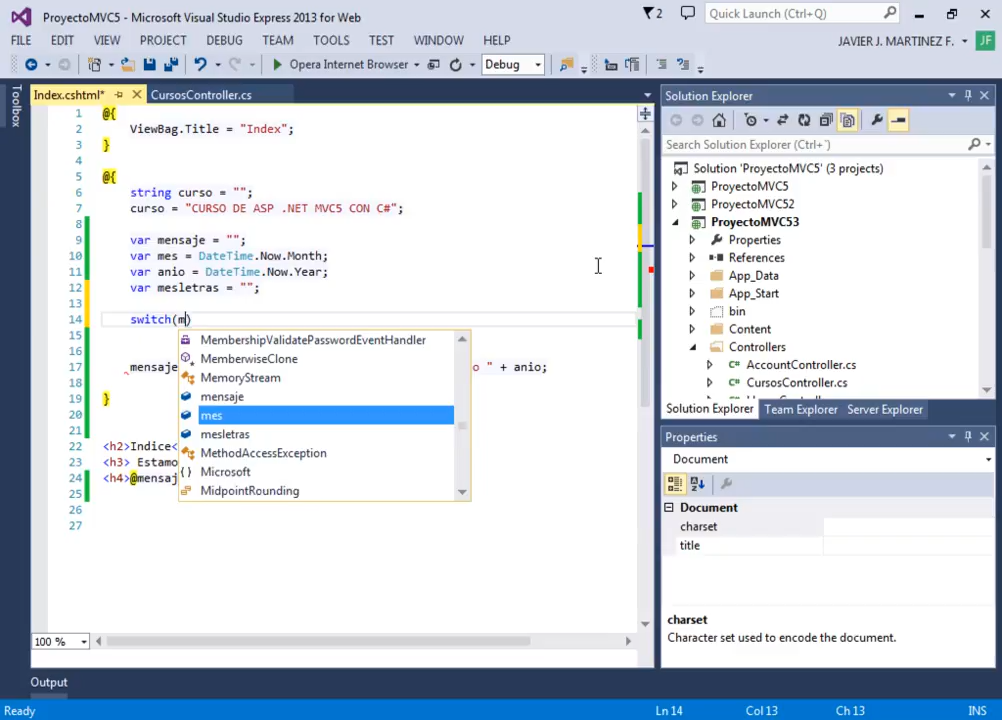 ProyectoMVC5 - Microsoft Visual Studio Express 2013 for Web
2
Quick Launch (Ctrl+Q)
FILE EDIT VIEW PROJECT DEBUG TEAM TOOLS TEST WINDOW HELP
JAVIER J. MARTINEZ F.
JF
Opera Internet Browser
Debug
Toolbox
Index.cshtml*
CursosController.cs
1 @{
2 ViewBag.Title = "Index";
3 }
4
5 @{
6 string curso = "";
7 curso = "CURSO DE ASP .NET MVC5 CON C#";
8
9 var mensaje = "";
10 var mes = DateTime.Now.Month;
11 var anio = DateTime.Now.Year;
12 var mesletras = "";
13
14 switch(m)
15
16
17 mensaje o " + anio;
18
19 }
20
21
22 <h2>Indice<
23 <h3> Estamo
24 <h4>@mensaj
25
26
27
MembershipValidatePasswordEventHandler
MemberwiseClone
MemoryStream
mensaje
mes
mesletras
MethodAccessException
{ } Microsoft
MidpointRounding
100 %
Solution Explorer
Search Solution Explorer (Ctrl+¨)
Solution 'ProyectoMVC5' (3 projects)
ProyectoMVC5
ProyectoMVC52
ProyectoMVC53
Properties
References
App_Data
App_Start
bin
Content
Controllers
C# AccountController.cs
C# CursosController.cs
Solution Explorer Team Explorer Server Explorer
Properties
Document
Document
charset
title
charset
Character set used to encode the document.
Output
Ready
Ln 14
Col 13
Ch 13
INS